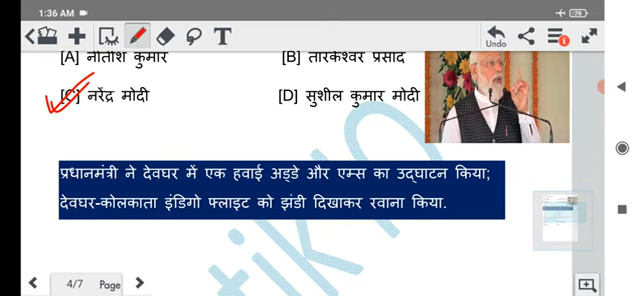 1:36 AM
79
Undo
[A] नीतीश कुमार
[B] तारकेश्वर प्रसाद
[C] नरेंद्र मोदी
[D] सुशील कुमार मोदी
प्रधानमंत्री ने देवघर में एक हवाई अड्डे और एम्स का उद्घाटन किया;
देवघर-कोलकाता इंडिगो फ्लाइट को झंडी दिखाकर रवाना किया.
4/7 Page